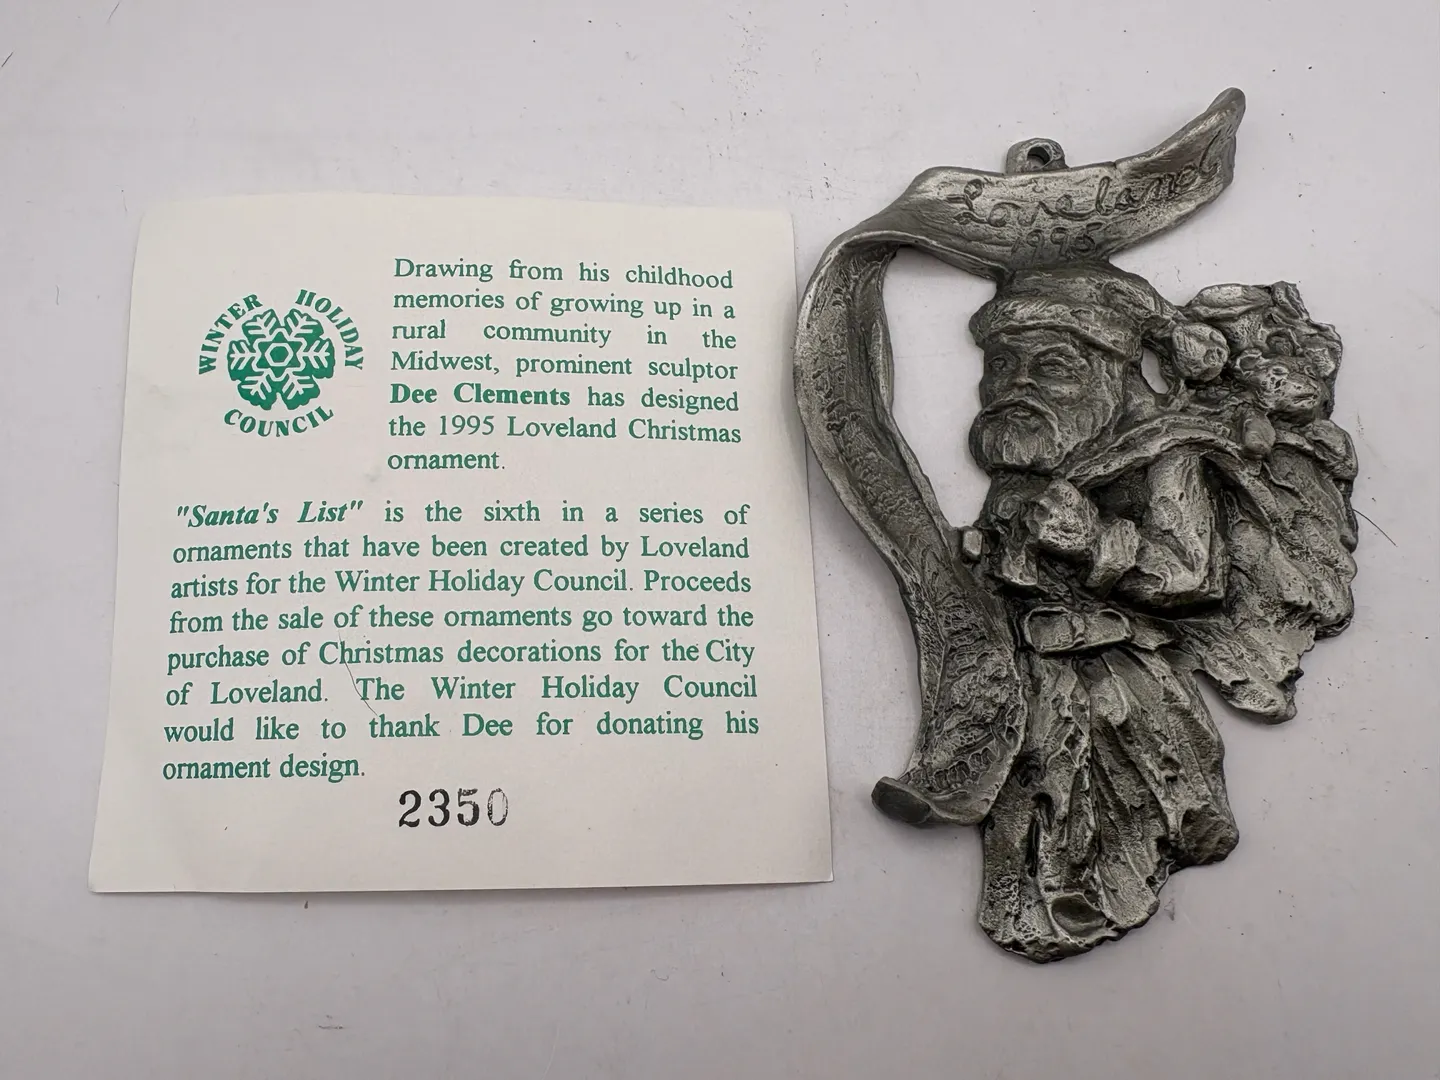 WINTER HOLIDAY
COUNCIL
Drawing from his childhood
memories of growing up in a
rural community in the
Midwest, prominent sculptor
Dee Clements has designed
the 1995 Loveland Christmas
ornament.
"Santa's List" is the sixth in a series of
ornaments that have been created by Loveland
artists for the Winter Holiday Council. Proceeds
from the sale of these ornaments go toward the
purchase of Christmas decorations for the City
of Loveland. The Winter Holiday Council
would like to thank Dee for donating his
ornament design.
2350
Loveland
1995